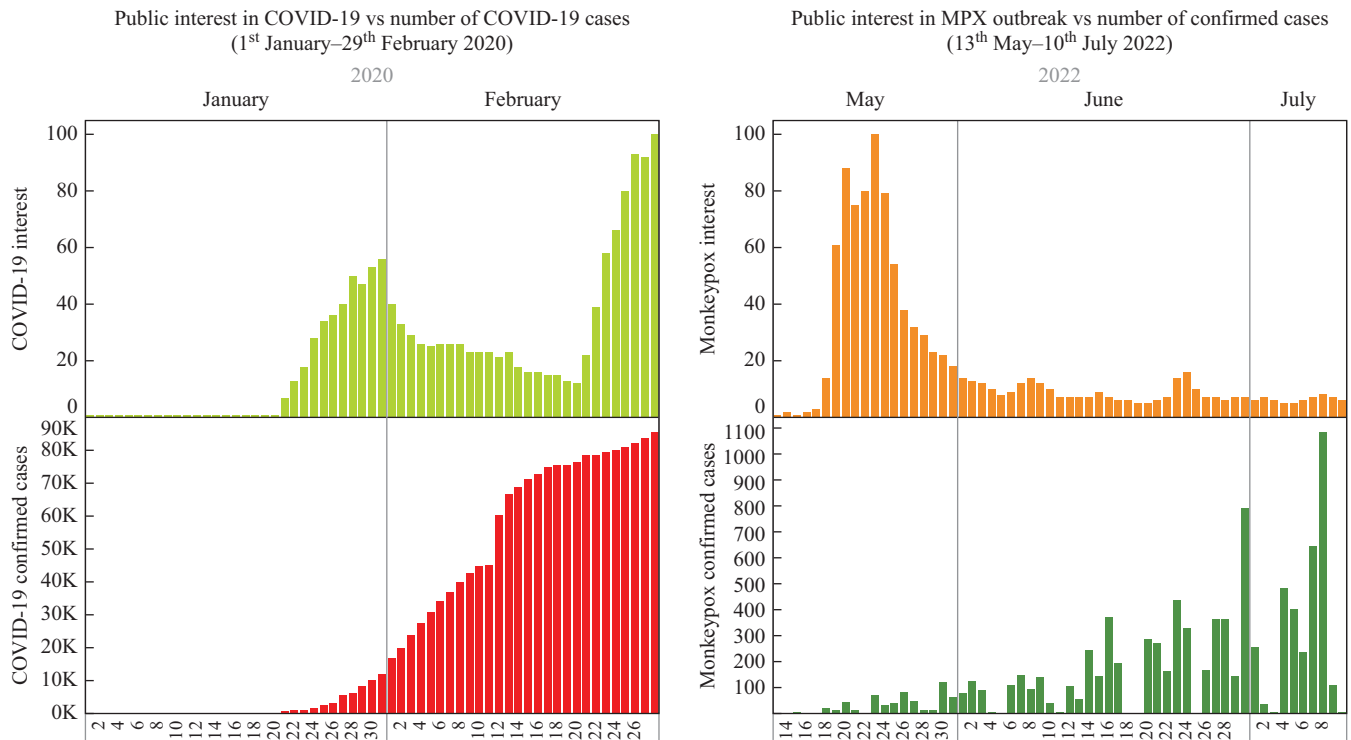 Public interest in COVID-19 vs number of COVID-19 cases
(1st January–29th February 2020)
2020
January February
COVID-19 interest
100
80
60
40
20
0
COVID-19 confirmed cases
90K
80K
70K
60K
50K
40K
30K
20K
10K
0K
2 4 6 8 10 12 14 16 18 20 22 24 26 28 30 2 4 6 8 10 12 14 16 18 20 22 24 26
Public interest in MPX outbreak vs number of confirmed cases
(13th May–10th July 2022)
2022
May June July
Monkeypox interest
100
80
60
40
20
0
Monkeypox confirmed cases
1100
1000
900
800
700
600
500
400
300
200
100
14 16 18 20 22 24 26 28 30 2 4 6 8 10 12 14 16 18 20 22 24 26 28 2 4 6 8